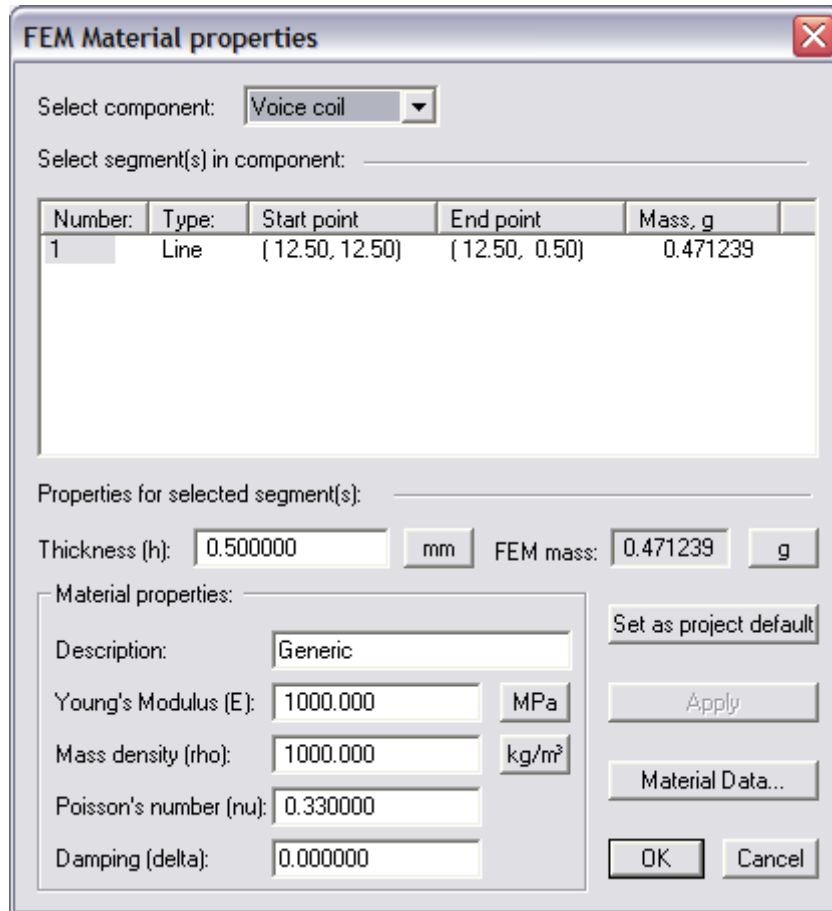 FEM Material properties
Select component: Voice coil
Select segment(s) in component:
Number: Type: Start point End point Mass, g
1 Line ( 12.50, 12.50) ( 12.50, 0.50) 0.471239
Properties for selected segment(s):
Thickness (h): 0.500000 mm FEM mass: 0.471239 g
Material properties:
Set as project default
Description: Generic
Young's Modulus (E): 1000.000 MPa Apply
Mass density (rho): 1000.000 kg/m³
Material Data...
Poisson's number (nu): 0.330000
Damping (delta): 0.000000 OK Cancel